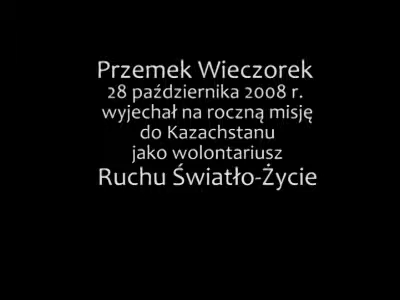 Przemek Wieczorek
28 października 2008 r.
wyjechał na roczną misję
do Kazachstanu
jako wolontariusz
Ruchu Światło-Życie